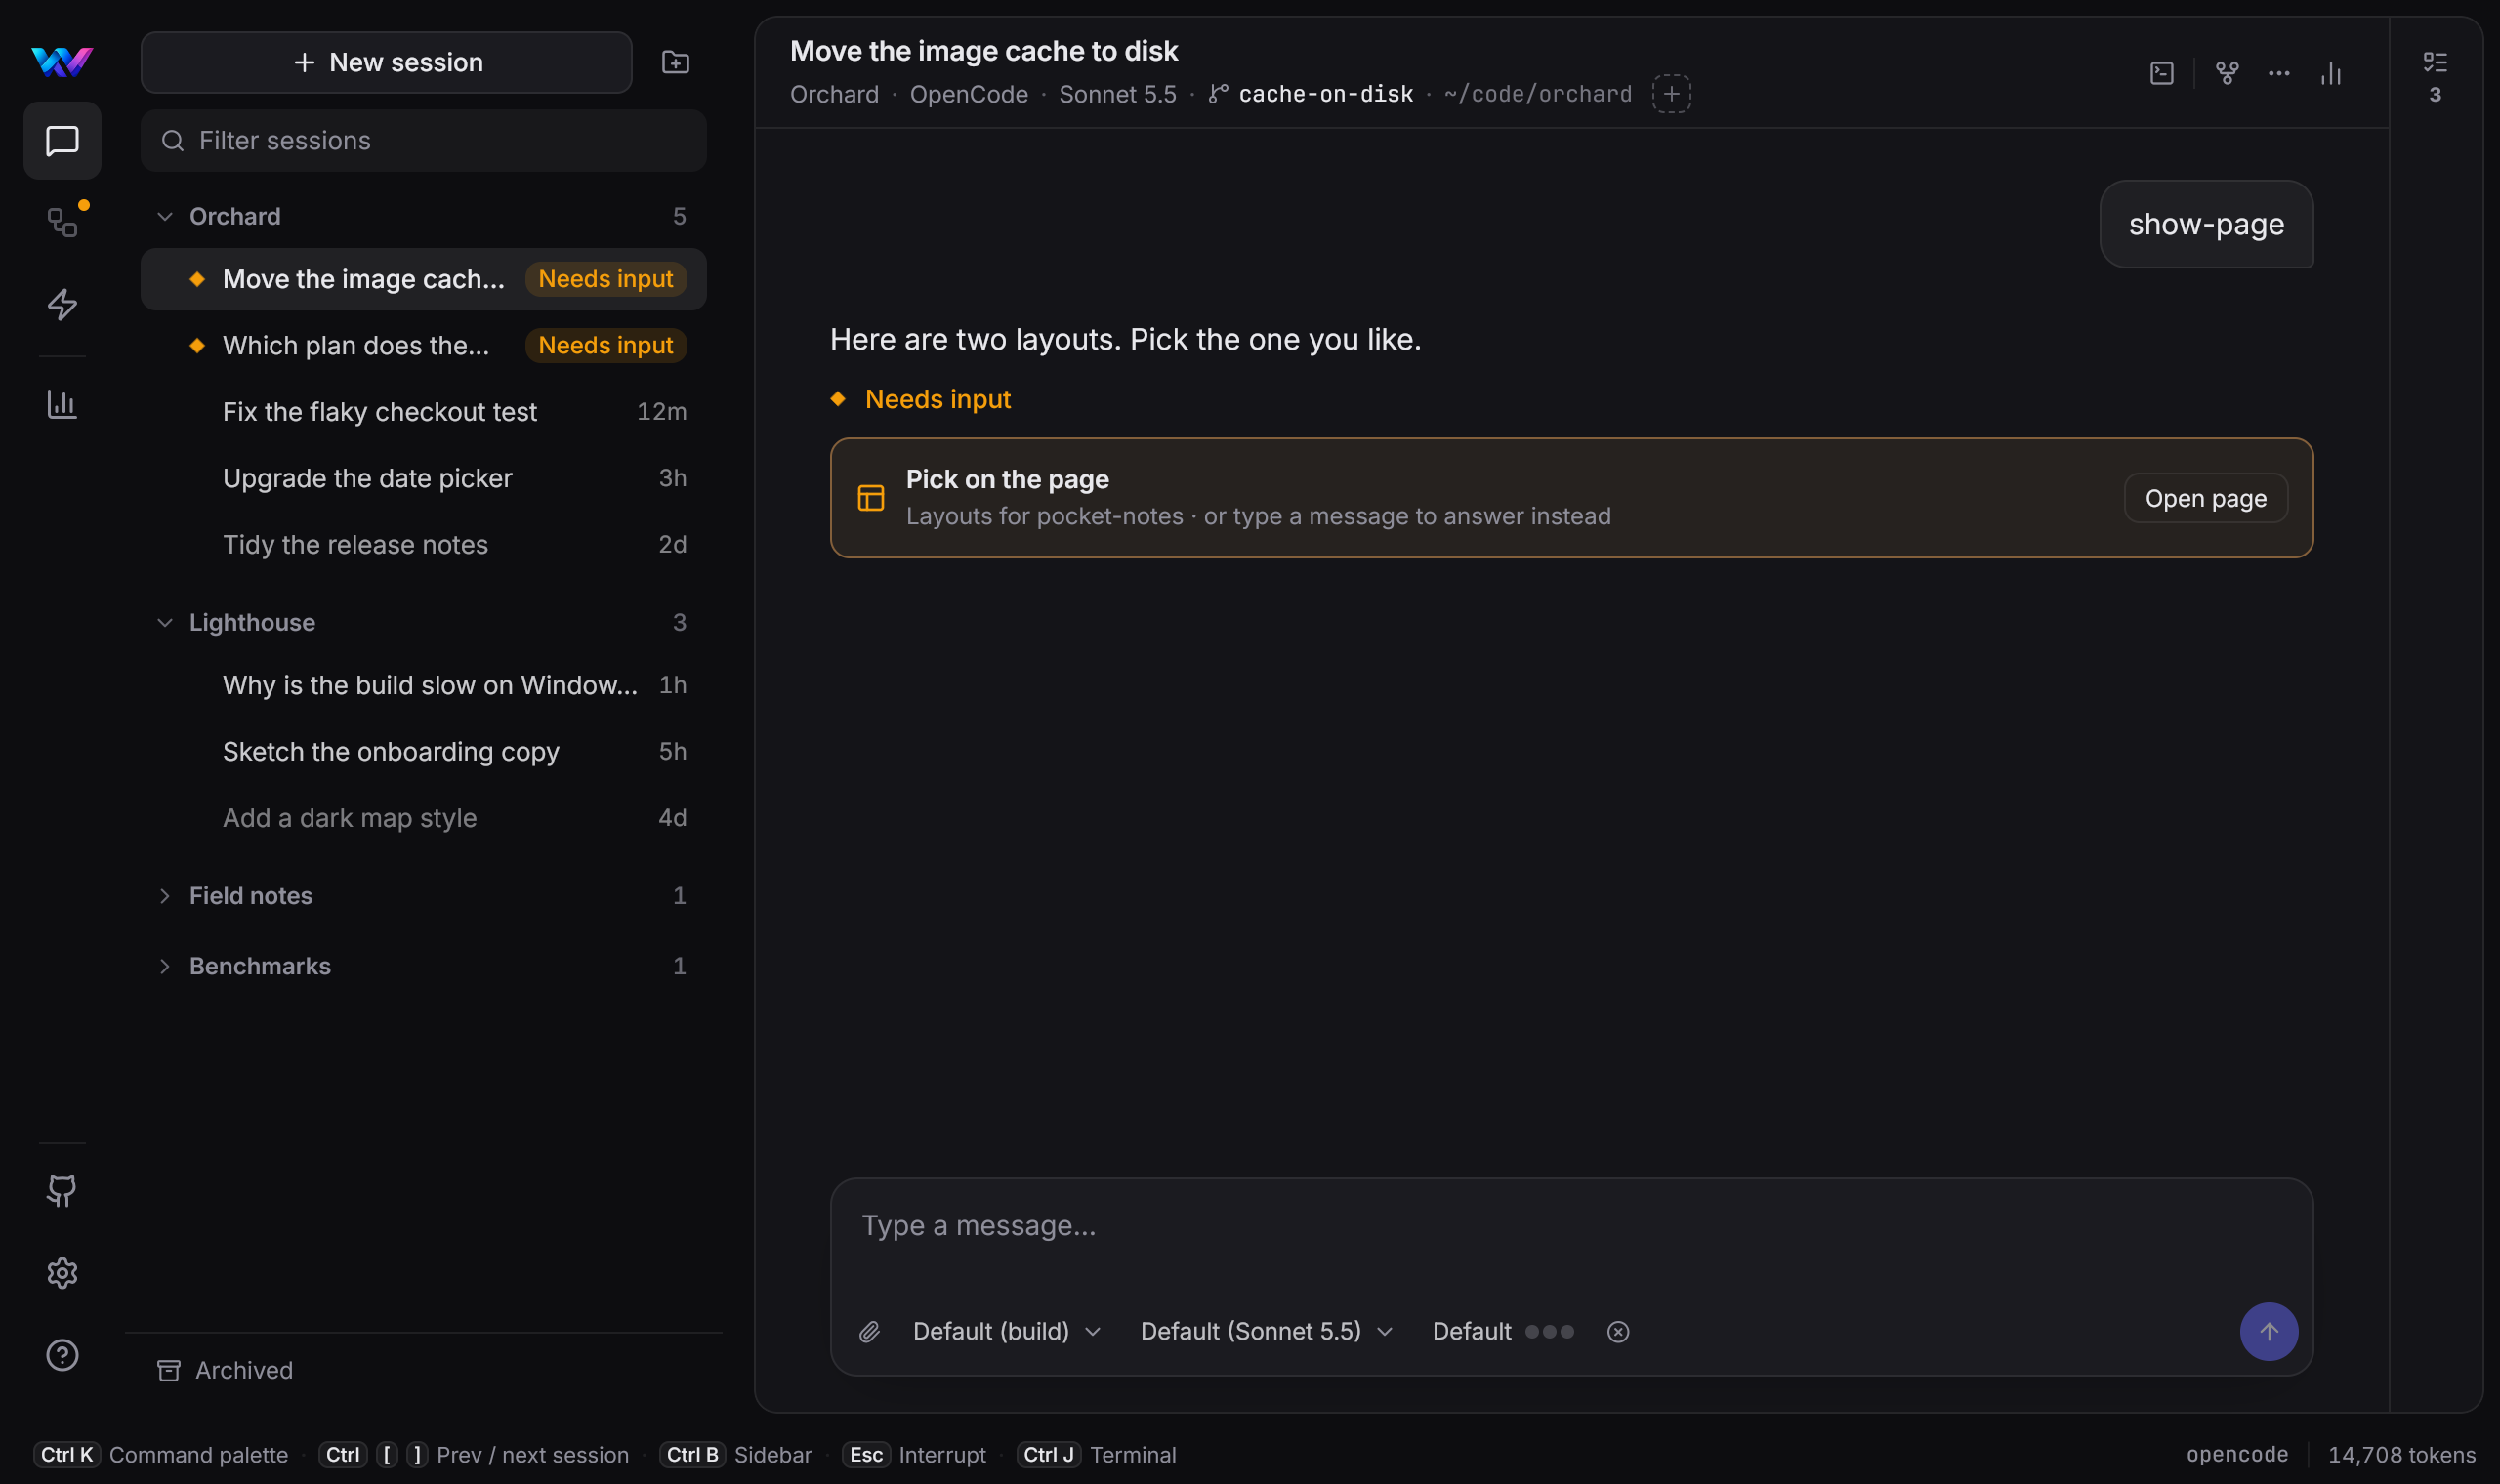 New session
Filter sessions
Orchard 5
Move the image cach... Needs input
Which plan does the... Needs input
Fix the flaky checkout test 12m
Upgrade the date picker 3h
Tidy the release notes 2d
Lighthouse 3
Why is the build slow on Window... 1h
Sketch the onboarding copy 5h
Add a dark map style 4d
Field notes 1
Benchmarks 1
Archived
Move the image cache to disk
Orchard · OpenCode · Sonnet 5.5 · cache-on-disk · ~/code/orchard
3
show-page
Here are two layouts. Pick the one you like.
Needs input
Pick on the page
Layouts for pocket-notes · or type a message to answer instead
Open page
Type a message...
Default (build) Default (Sonnet 5.5) Default
Ctrl K Command palette · Ctrl [ ] Prev / next session · Ctrl B Sidebar · Esc Interrupt · Ctrl J Terminal
opencode 14,708 tokens